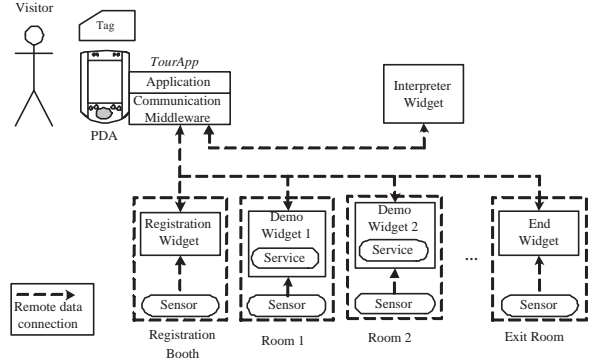 Visitor
Tag
TourApp
Application
Communication
Middleware
PDA
Interpreter
Widget
Registration
Widget
Sensor
Registration
Booth
Demo
Widget 1
Service
Sensor
Room 1
Demo
Widget 2
Service
Sensor
Room 2
...
End
Widget
Sensor
Exit Room
Remote data
connection